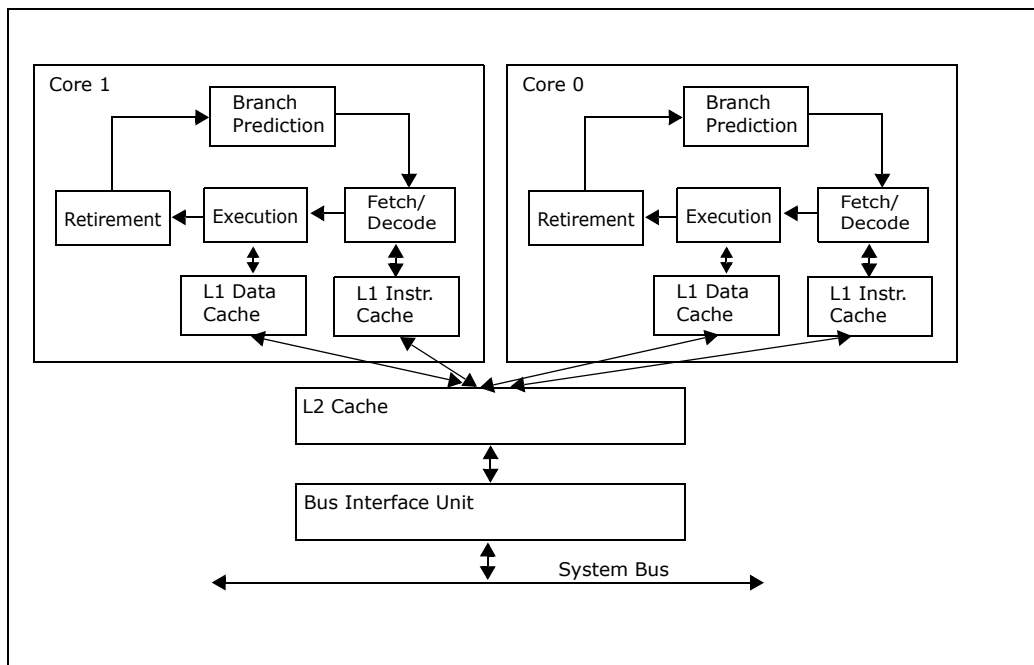 Core 1
Branch
Prediction
Retirement
Execution
Fetch/
Decode
L1 Data
Cache
L1 Instr.
Cache
Core 0
Branch
Prediction
Retirement
Execution
Fetch/
Decode
L1 Data
Cache
L1 Instr.
Cache
L2 Cache
Bus Interface Unit
System Bus